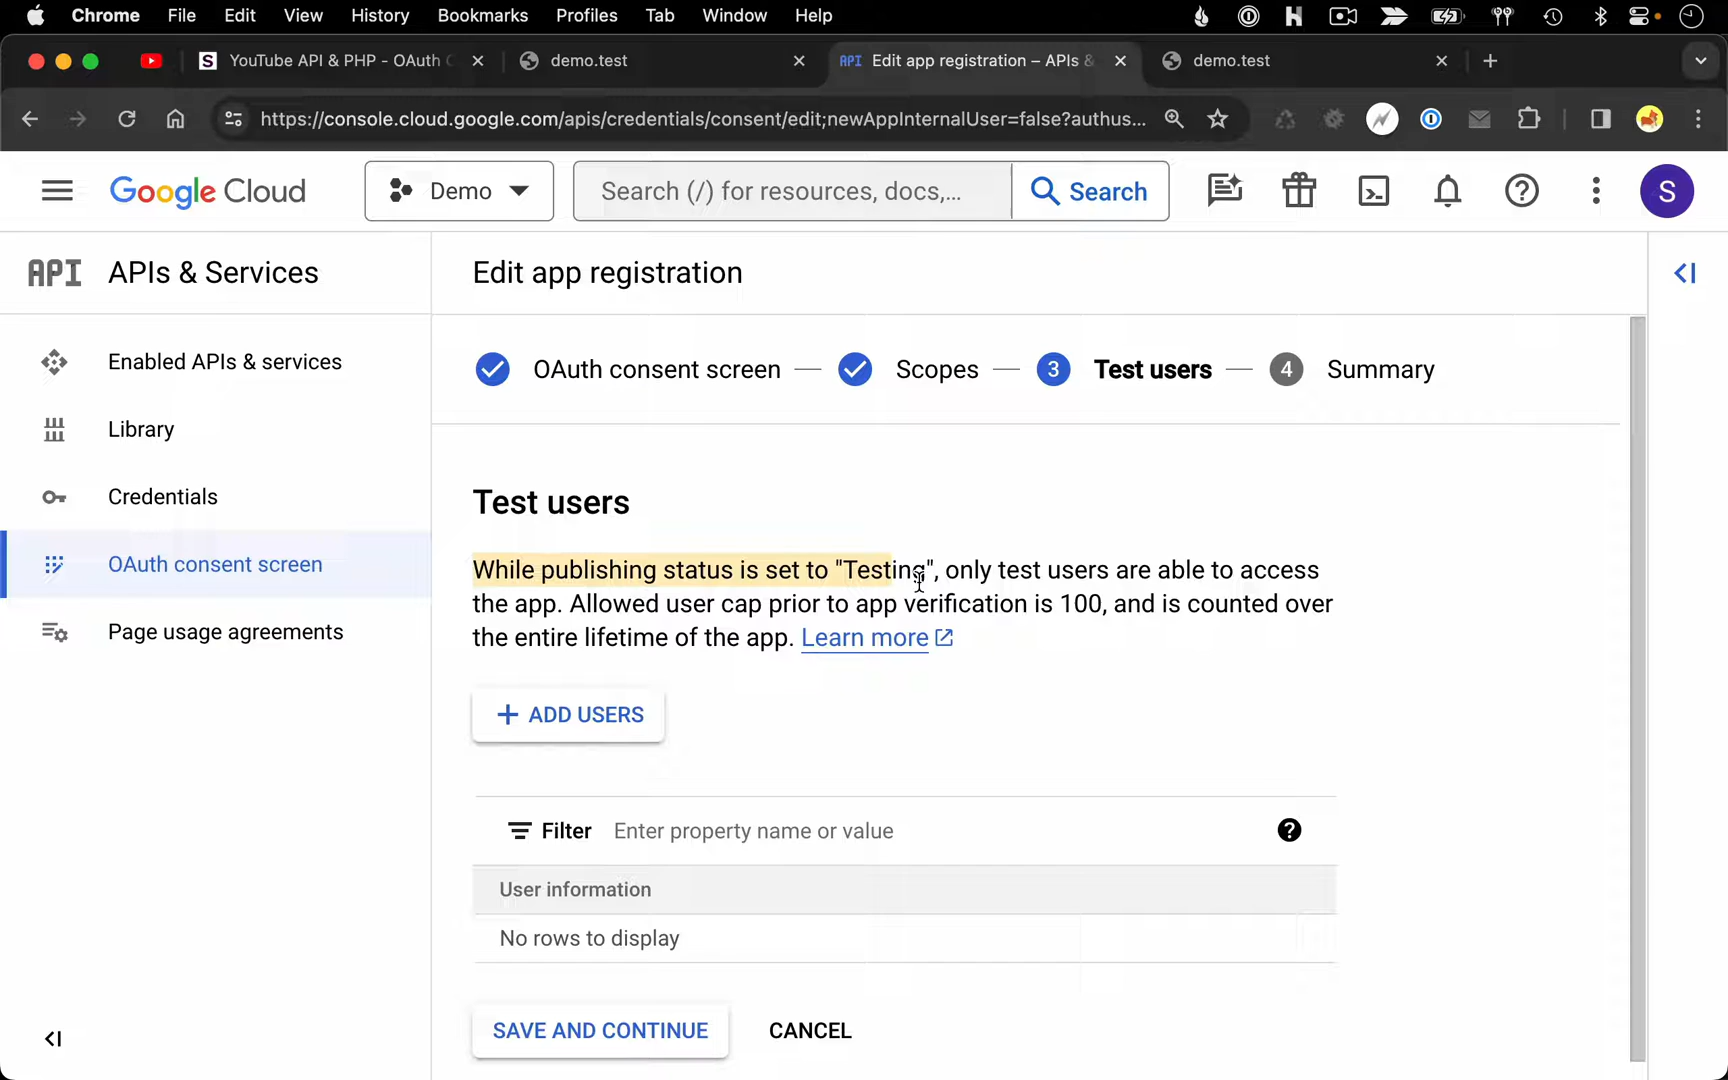 Chrome File Edit View History Bookmarks Profiles Tab Window Help
YouTube API & PHP - OAuth demo.test API Edit app registration – APIs & demo.test
https://console.cloud.google.com/apis/credentials/consent/edit;newAppInternalUser=false?authus...
Google Cloud Demo Search (/) for resources, docs,... Search S
API APIs & Services Edit app registration
OAuth consent screen Scopes 3 Test users 4 Summary
Enabled APIs & services
Library
Credentials
OAuth consent screen
Page usage agreements
Test users
While publishing status is set to "Testing", only test users are able to access
the app. Allowed user cap prior to app verification is 100, and is counted over
the entire lifetime of the app. Learn more
+ ADD USERS
Filter Enter property name or value
User information
No rows to display
SAVE AND CONTINUE CANCEL